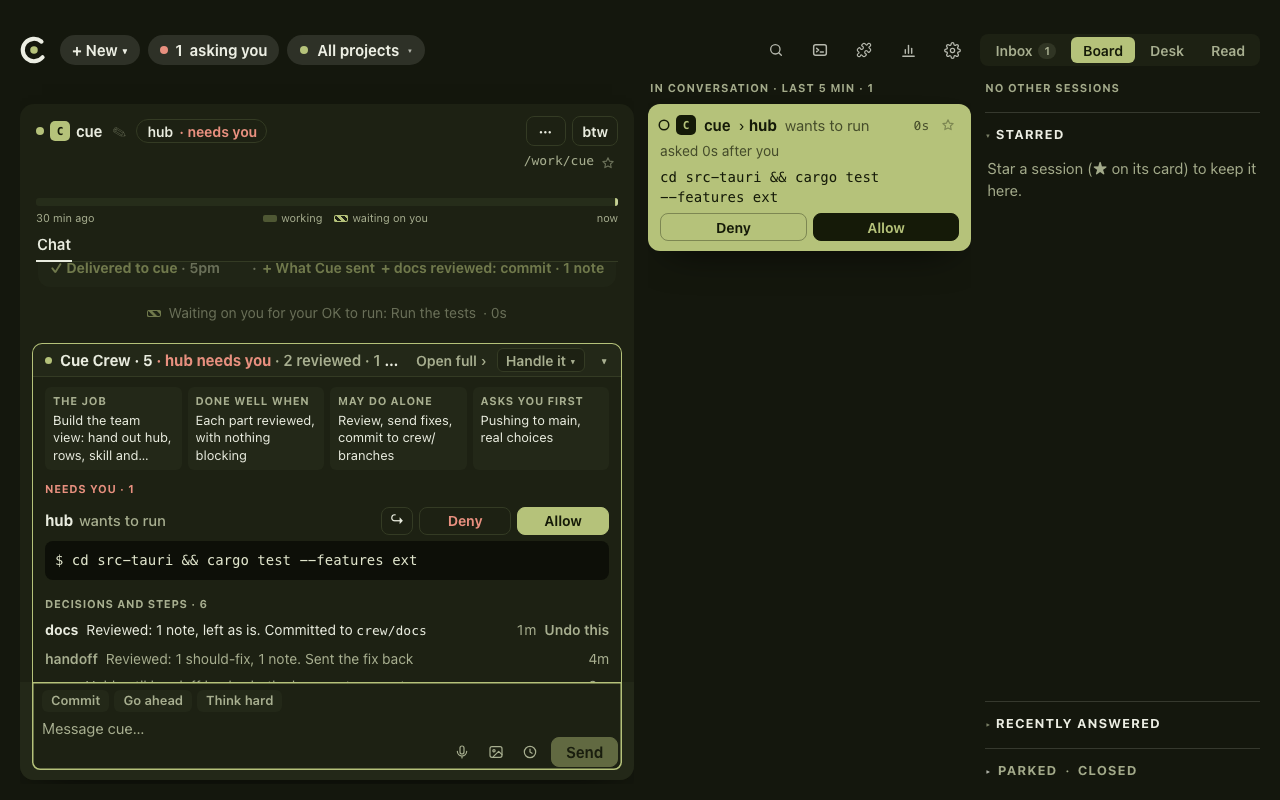 + New ▾
1 asking you
All projects ▾
Inbox 1
Board
Desk
Read
C cue
hub · needs you
···
btw
/work/cue
30 min ago
working
waiting on you
now
Chat
✓ Delivered to cue · 5pm · + What Cue sent + docs reviewed: commit · 1 note
Waiting on you for your OK to run: Run the tests · 0s
Cue Crew · 5 · hub needs you · 2 reviewed · 1 ...
Open full ›
Handle it ▾
▾
THE JOB
Build the team
view: hand out hub,
rows, skill and…
DONE WELL WHEN
Each part reviewed,
with nothing
blocking
MAY DO ALONE
Review, send fixes,
commit to crew/
branches
ASKS YOU FIRST
Pushing to main,
real choices
NEEDS YOU · 1
hub wants to run
Deny
Allow
$ cd src-tauri && cargo test --features ext
DECISIONS AND STEPS · 6
docs Reviewed: 1 note, left as is. Committed to crew/docs 1m Undo this
handoff Reviewed: 1 should-fix, 1 note. Sent the fix back 4m
Commit
Go ahead
Think hard
Message cue…
Send
IN CONVERSATION · LAST 5 MIN · 1
C cue › hub wants to run 0s
asked 0s after you
cd src-tauri && cargo test
--features ext
Deny
Allow
NO OTHER SESSIONS
STARRED
Star a session (★ on its card) to keep it
here.
RECENTLY ANSWERED
PARKED · CLOSED